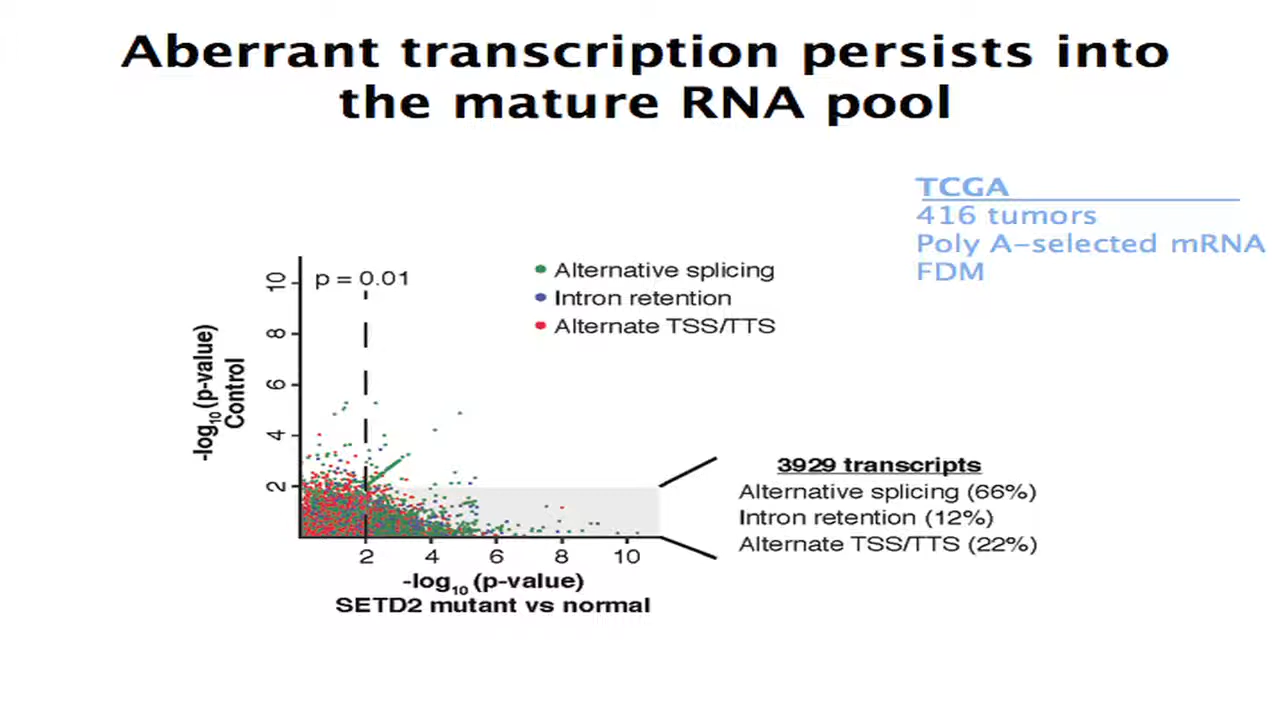 Aberrant transcription persists into
the mature RNA pool
TCGA
416 tumors
Poly A-selected mRNA
FDM
p = 0.01
Alternative splicing
Intron retention
Alternate TSS/TTS
-log10 (p-value)
Control
10
8
6
4
2
2 4 6 8 10
-log10 (p-value)
SETD2 mutant vs normal
3929 transcripts
Alternative splicing (66%)
Intron retention (12%)
Alternate TSS/TTS (22%)